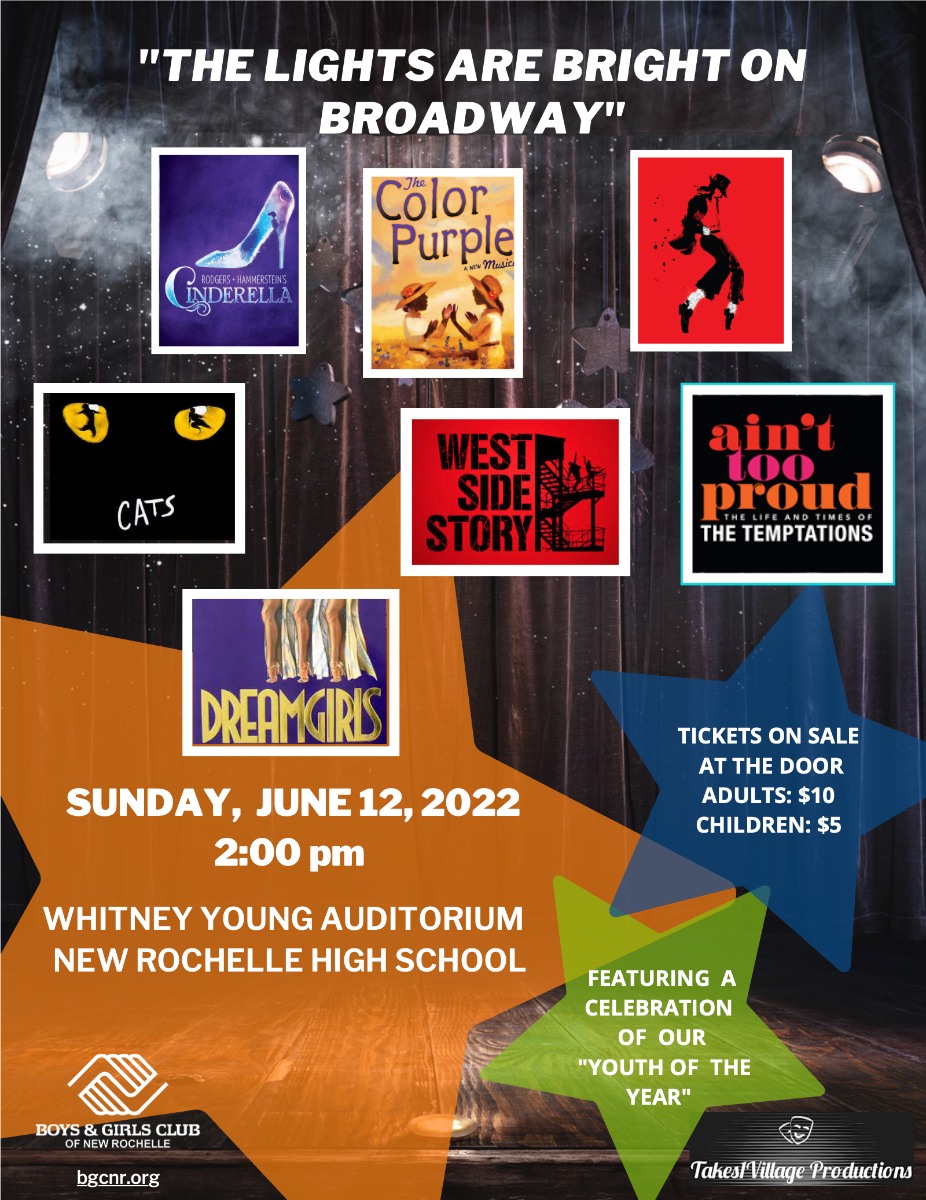 "THE LIGHTS ARE BRIGHT ON
BROADWAY"
RODGERS + HAMMERSTEIN'S
CINDERELLA
The
Color
Purple
A NEW Music
CATS
WEST
SIDE
STORY
ain't
too
proud
THE LIFE AND TIMES OF
THE TEMPTATIONS
DREAMGIRLS
TICKETS ON SALE
AT THE DOOR
ADULTS: $10
CHILDREN: $5
SUNDAY, JUNE 12, 2022
2:00 pm
WHITNEY YOUNG AUDITORIUM
NEW ROCHELLE HIGH SCHOOL
FEATURING A
CELEBRATION
OF OUR
"YOUTH OF THE
YEAR"
BOYS & GIRLS CLUB
OF NEW ROCHELLE
bgcnr.org
Takes1Village Productions